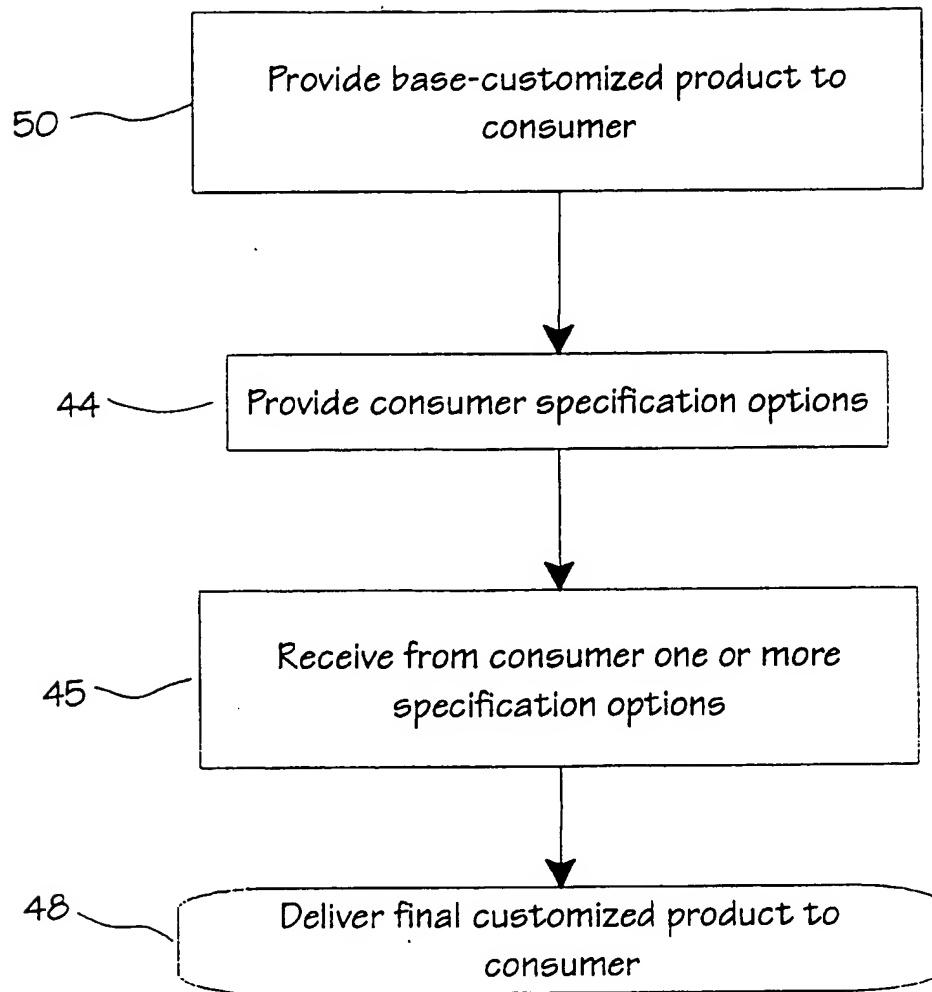 50
Provide base-customized product to
consumer
44
Provide consumer specification options
45
Receive from consumer one or more
specification options
48
Deliver final customized product to
consumer